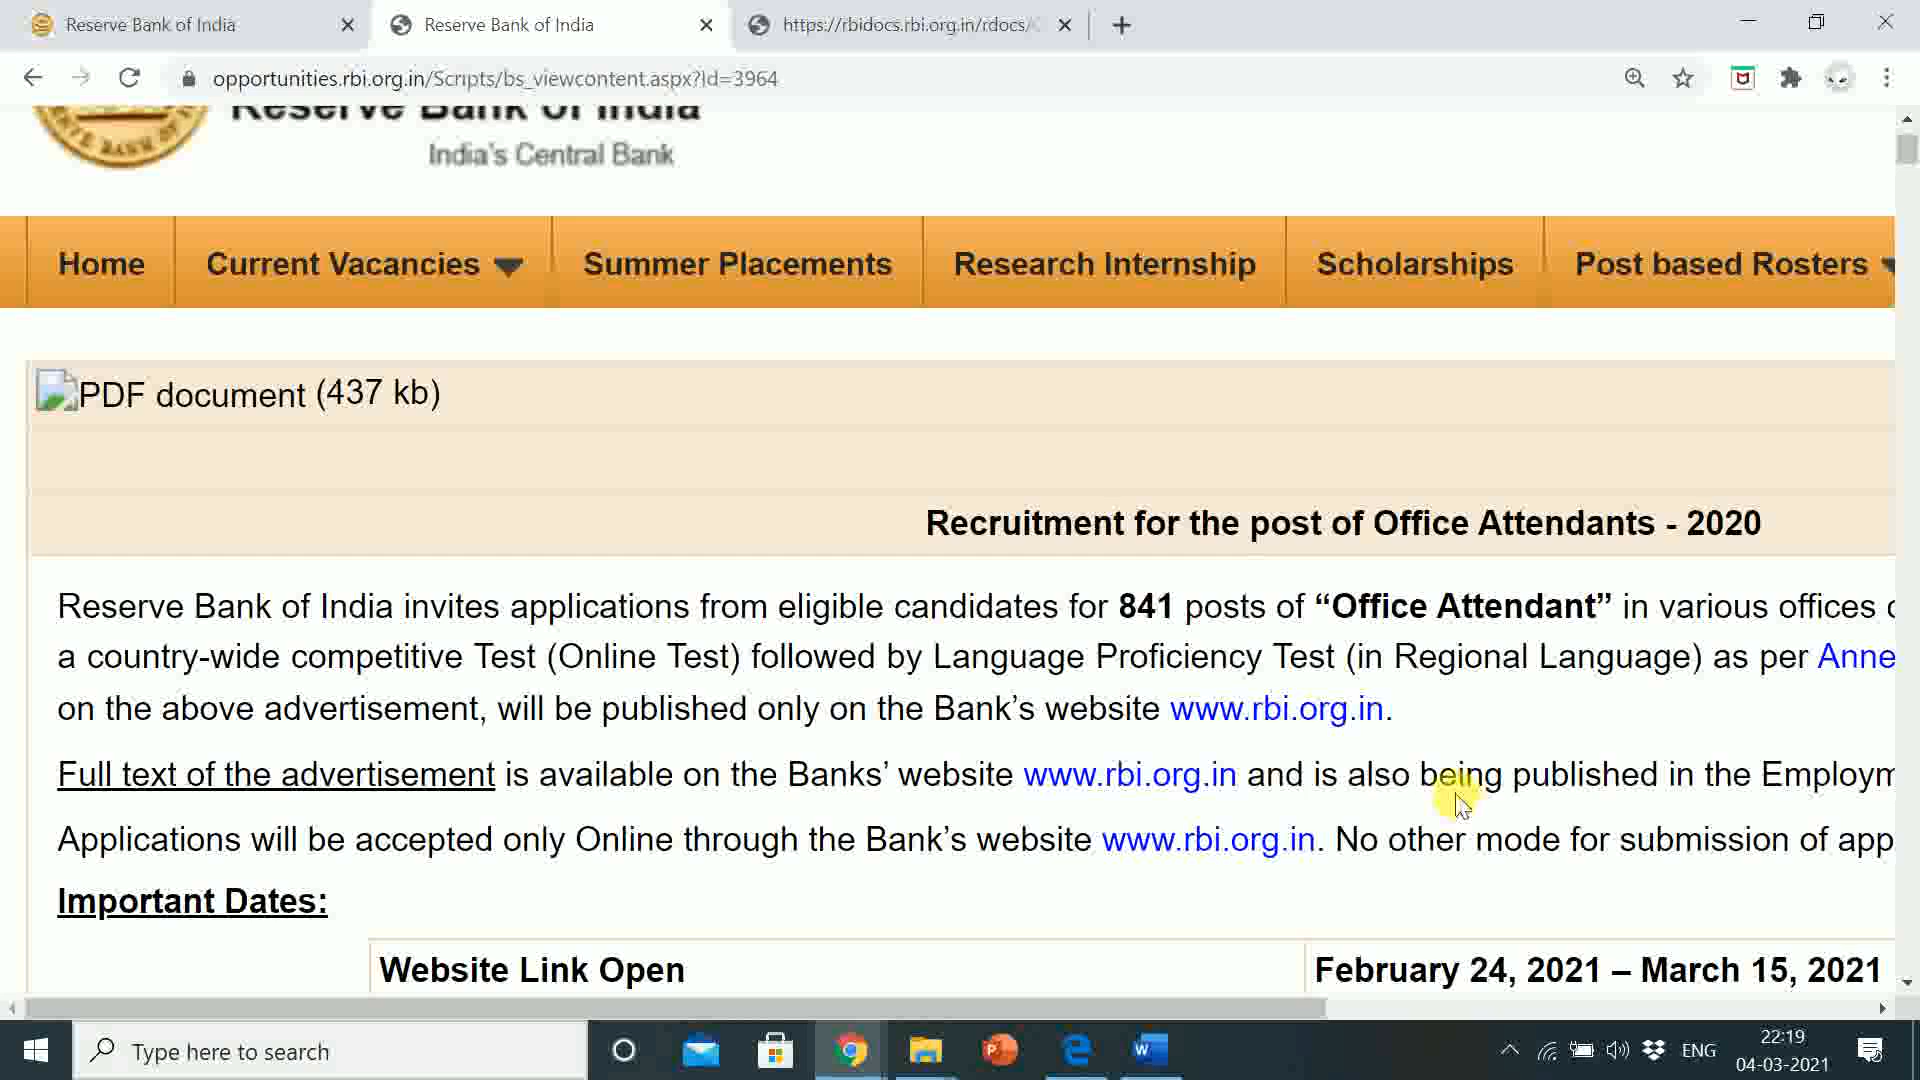 Reserve Bank of India
Reserve Bank of India
https://rbidocs.rbi.org.in/rdocs/
opportunities.rbi.org.in/Scripts/bs_viewcontent.aspx?Id=3964
Reserve Bank of India
India's Central Bank
Home
Current Vacancies
Summer Placements
Research Internship
Scholarships
Post based Rosters
PDF document (437 kb)
Recruitment for the post of Office Attendants - 2020
Reserve Bank of India invites applications from eligible candidates for 841 posts of “Office Attendant” in various offices
a country-wide competitive Test (Online Test) followed by Language Proficiency Test (in Regional Language) as per Anne
on the above advertisement, will be published only on the Bank’s website www.rbi.org.in.
Full text of the advertisement is available on the Banks’ website www.rbi.org.in and is also being published in the Employm
Applications will be accepted only Online through the Bank’s website www.rbi.org.in. No other mode for submission of app
Important Dates:
Website Link Open
February 24, 2021 – March 15, 2021
Type here to search
ENG
22:19
04-03-2021